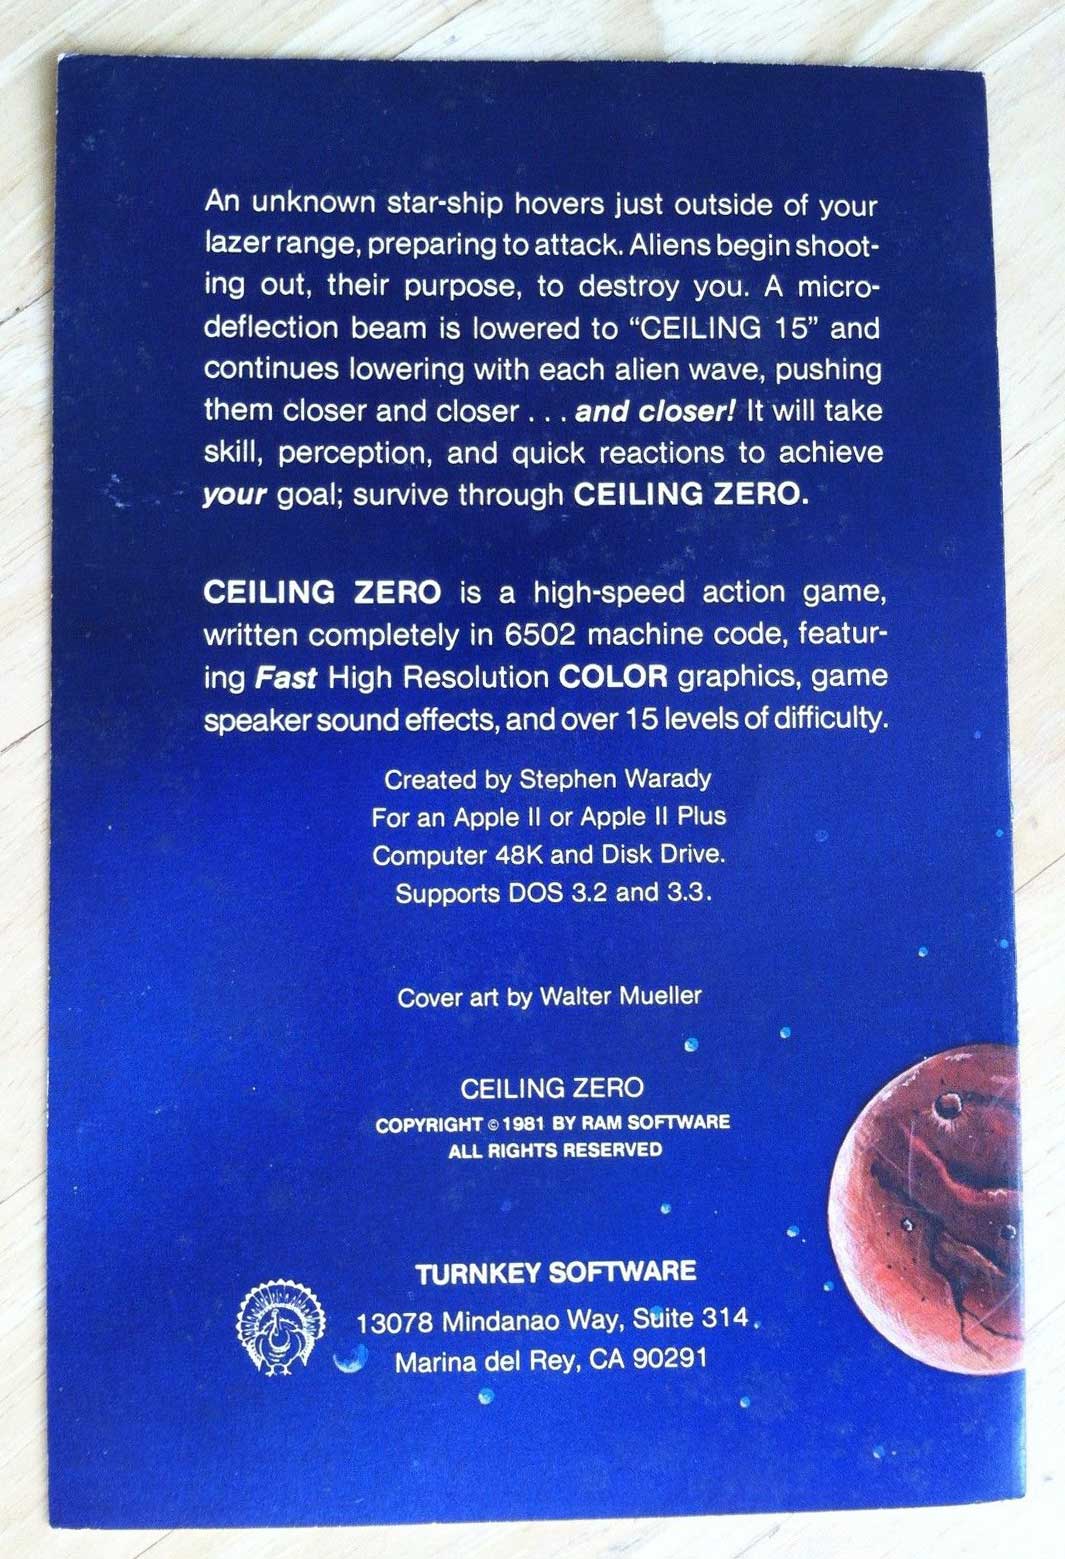 An unknown star-ship hovers just outside of your
lazer range, preparing to attack. Aliens begin shoot-
ing out, their purpose, to destroy you. A micro-
deflection beam is lowered to “CEILING 15” and
continues lowering with each alien wave, pushing
them closer and closer . . . and closer! It will take
skill, perception, and quick reactions to achieve
your goal; survive through CEILING ZERO.
CEILING ZERO is a high-speed action game,
written completely in 6502 machine code, featur-
ing Fast High Resolution COLOR graphics, game
speaker sound effects, and over 15 levels of difficulty.
Created by Stephen Warady
For an Apple II or Apple II Plus
Computer 48K and Disk Drive.
Supports DOS 3.2 and 3.3.
Cover art by Walter Mueller
CEILING ZERO
COPYRIGHT © 1981 BY RAM SOFTWARE
ALL RIGHTS RESERVED
TURNKEY SOFTWARE
13078 Mindanao Way, Suite 314.
Marina del Rey, CA 90291